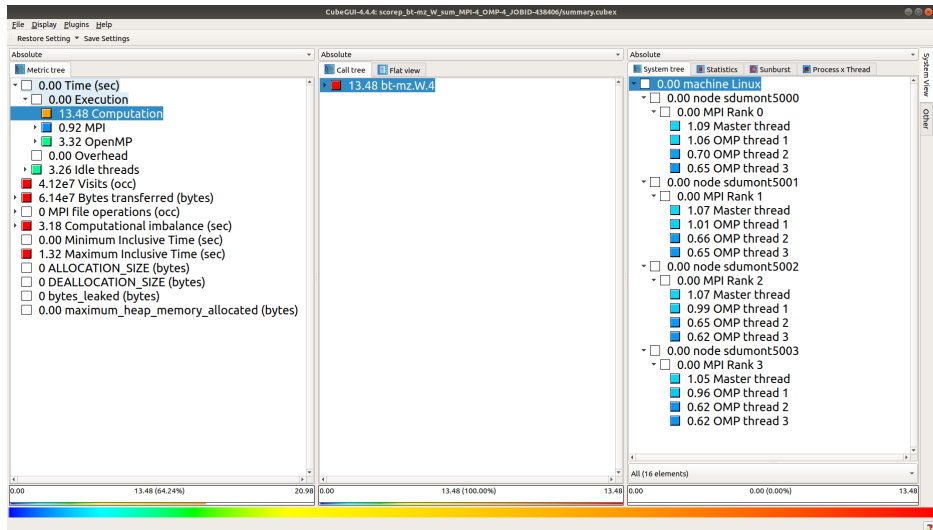 CubeGUI-4.4.4: scorep_bt-mz_W_sum_MPI-4_OMP-4_JOBID-438406/summary.cubex
File Display Plugins Help
Restore Setting Save Settings
Absolute
Metric tree
0.00 Time (sec)
0.00 Execution
13.48 Computation
0.92 MPI
3.32 OpenMP
0.00 Overhead
3.26 Idle threads
4.12e7 Visits (occ)
6.14e7 Bytes transferred (bytes)
0 MPI file operations (occ)
3.18 Computational imbalance (sec)
0.00 Minimum Inclusive Time (sec)
1.32 Maximum Inclusive Time (sec)
0 ALLOCATION_SIZE (bytes)
0 DEALLOCATION_SIZE (bytes)
0 bytes_leaked (bytes)
0.00 maximum_heap_memory_allocated (bytes)
0.00 13.48 (64.24%) 20.98
Absolute
Call tree Flat view
13.48 bt-mz.W.4
0.00 13.48 (100.00%) 13.48
Absolute
System tree Statistics Sunburst Process x Thread
0.00 machine Linux
0.00 node sdumont5000
0.00 MPI Rank 0
1.09 Master thread
1.06 OMP thread 1
0.70 OMP thread 2
0.65 OMP thread 3
0.00 node sdumont5001
0.00 MPI Rank 1
1.07 Master thread
1.01 OMP thread 1
0.66 OMP thread 2
0.65 OMP thread 3
0.00 node sdumont5002
0.00 MPI Rank 2
1.07 Master thread
0.99 OMP thread 1
0.65 OMP thread 2
0.62 OMP thread 3
0.00 node sdumont5003
0.00 MPI Rank 3
1.05 Master thread
0.96 OMP thread 1
0.62 OMP thread 2
0.62 OMP thread 3
All (16 elements)
0.00 0.00 (0.00%) 13.48
System View
Other